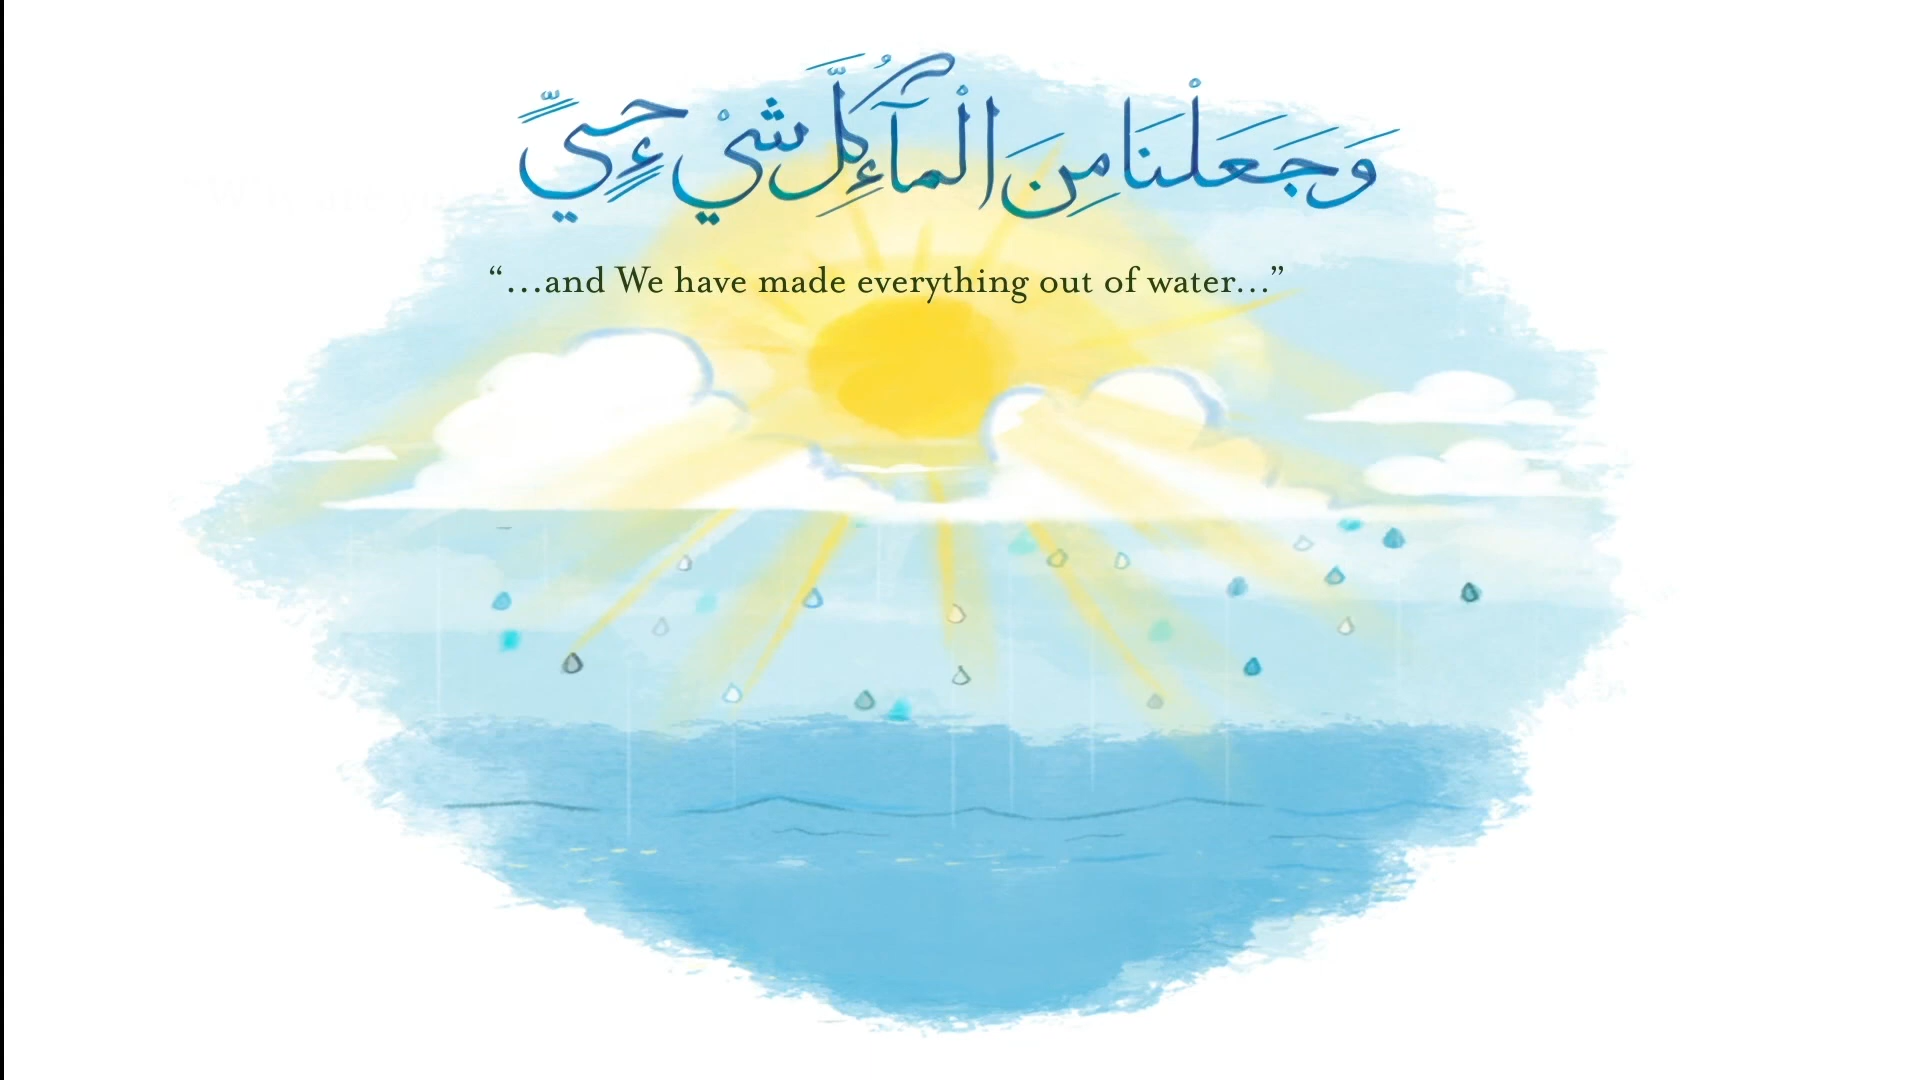 وَجَعَلْنَا مِنَ الْمَآءِ كُلَّ شَيْءٍ حَيٍّ
“…and We have made everything out of water…”